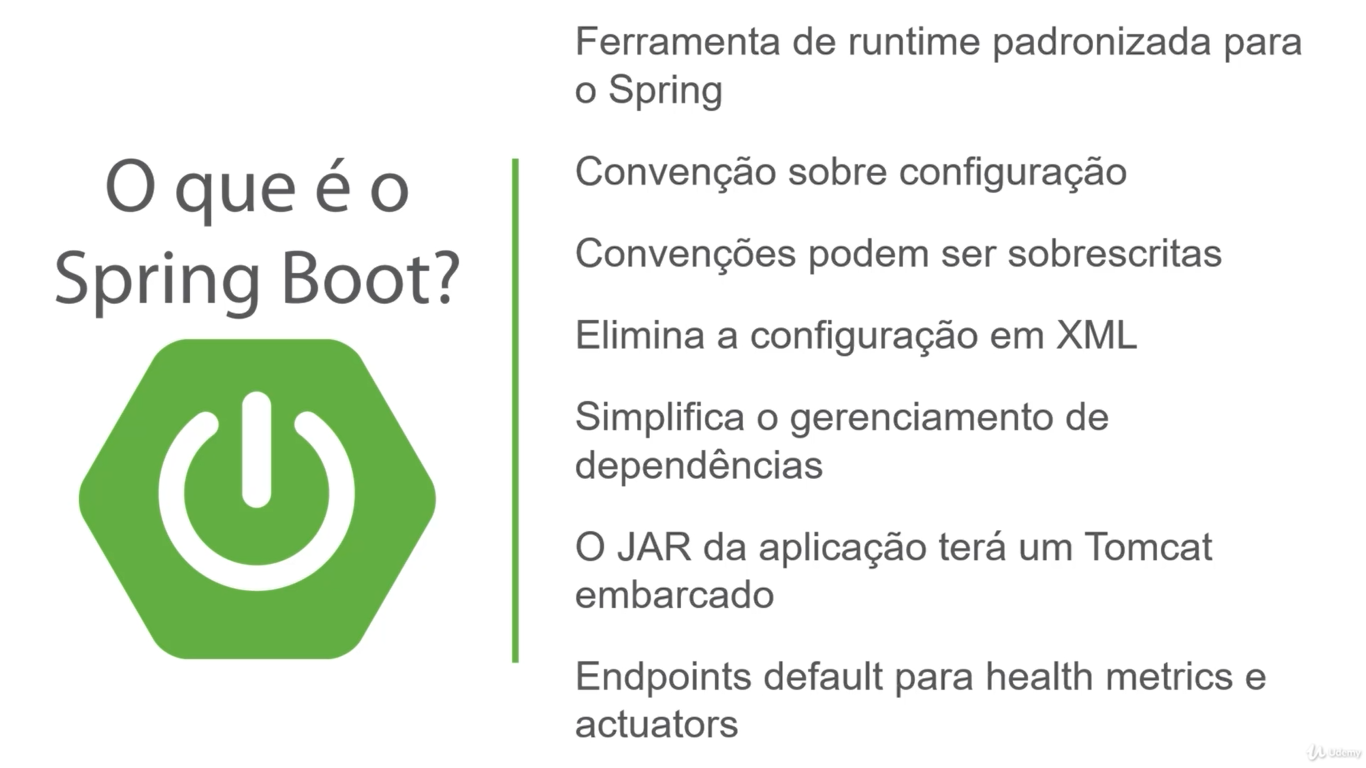 O que é o
Spring Boot?
Ferramenta de runtime padronizada para
o Spring
Convenção sobre configuração
Convenções podem ser sobrescritas
Elimina a configuração em XML
Simplifica o gerenciamento de
dependências
O JAR da aplicação terá um Tomcat
embarcado
Endpoints default para health metrics e
actuators
Udemy